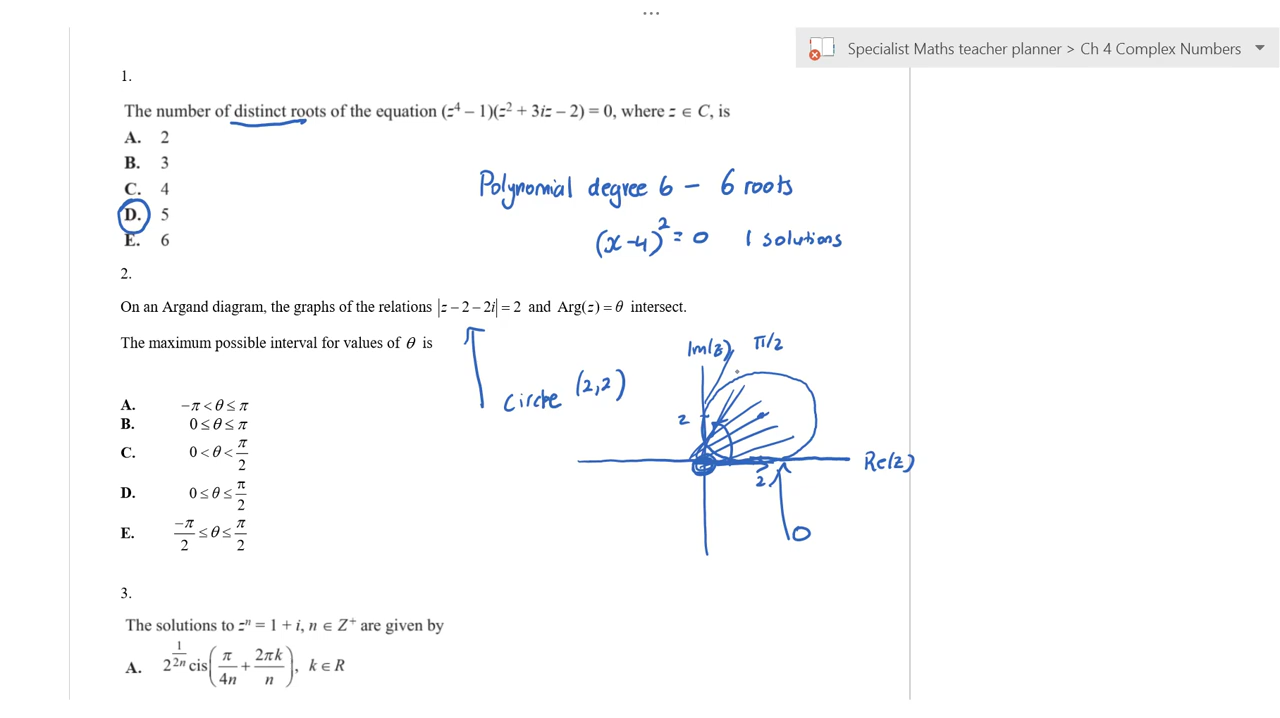 ...
Specialist Maths teacher planner > Ch 4 Complex Numbers
1.
The number of distinct roots of the equation (z⁴ – 1)(z² + 3iz – 2) = 0, where z ∈ C, is
A. 2
B. 3
C. 4
D. 5
E. 6
Polynomial degree 6 – 6 roots
(x-4)² = 0 1 solutions
2.
On an Argand diagram, the graphs of the relations |z – 2 – 2i| = 2 and Arg(z) = θ intersect.
The maximum possible interval for values of θ is
A. -π < θ ≤ π
B. 0 ≤ θ ≤ π
C. 0 < θ < π/2
D. 0 ≤ θ ≤ π/2
E. -π/2 ≤ θ ≤ π/2
Circle (2,2)
Im(z) π/2
2
Re(z)
2
0
3.
The solutions to zⁿ = 1 + i, n ∈ Z⁺ are given by
A. 2^(1/2n) cis(π/4n + 2πk/n), k ∈ R